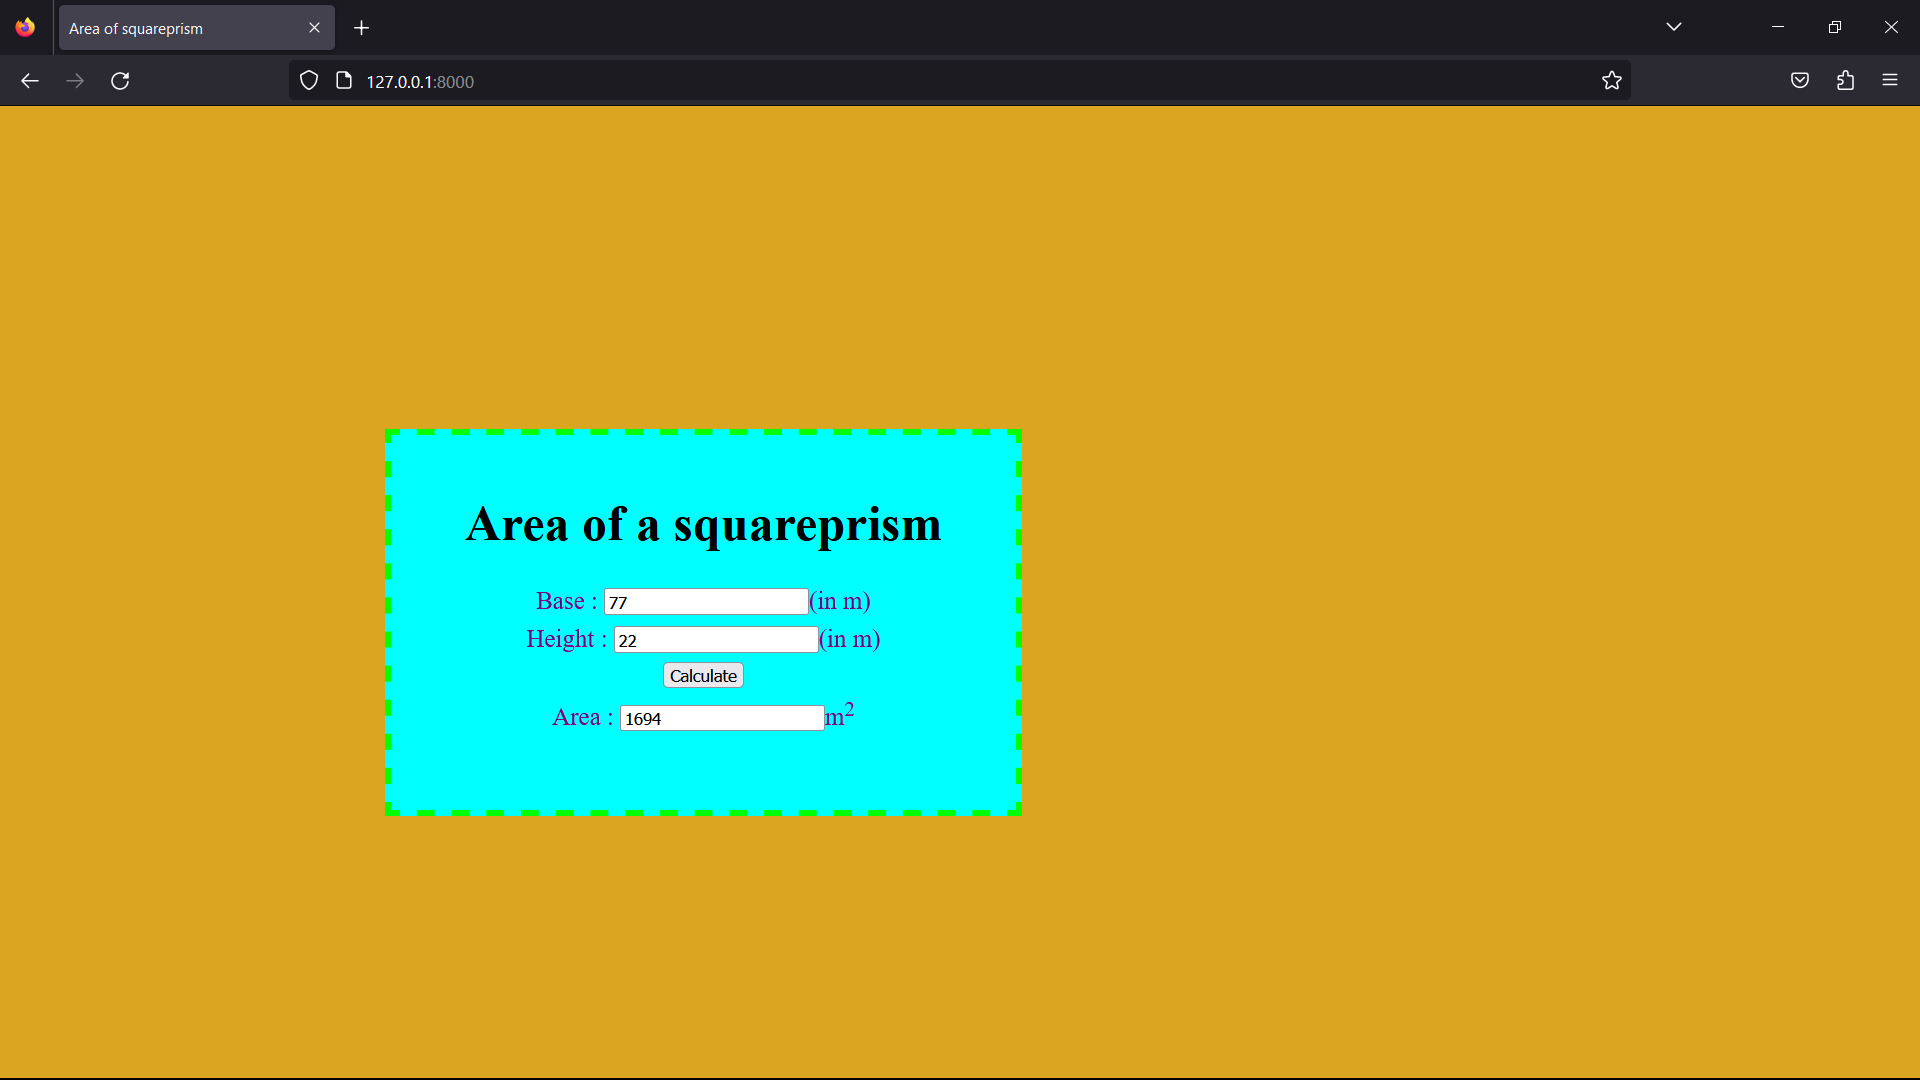 Area of squareprism
127.0.0.1:8000
Area of a squareprism
Base : 77 (in m)
Height : 22 (in m)
Calculate
Area : 1694 m²